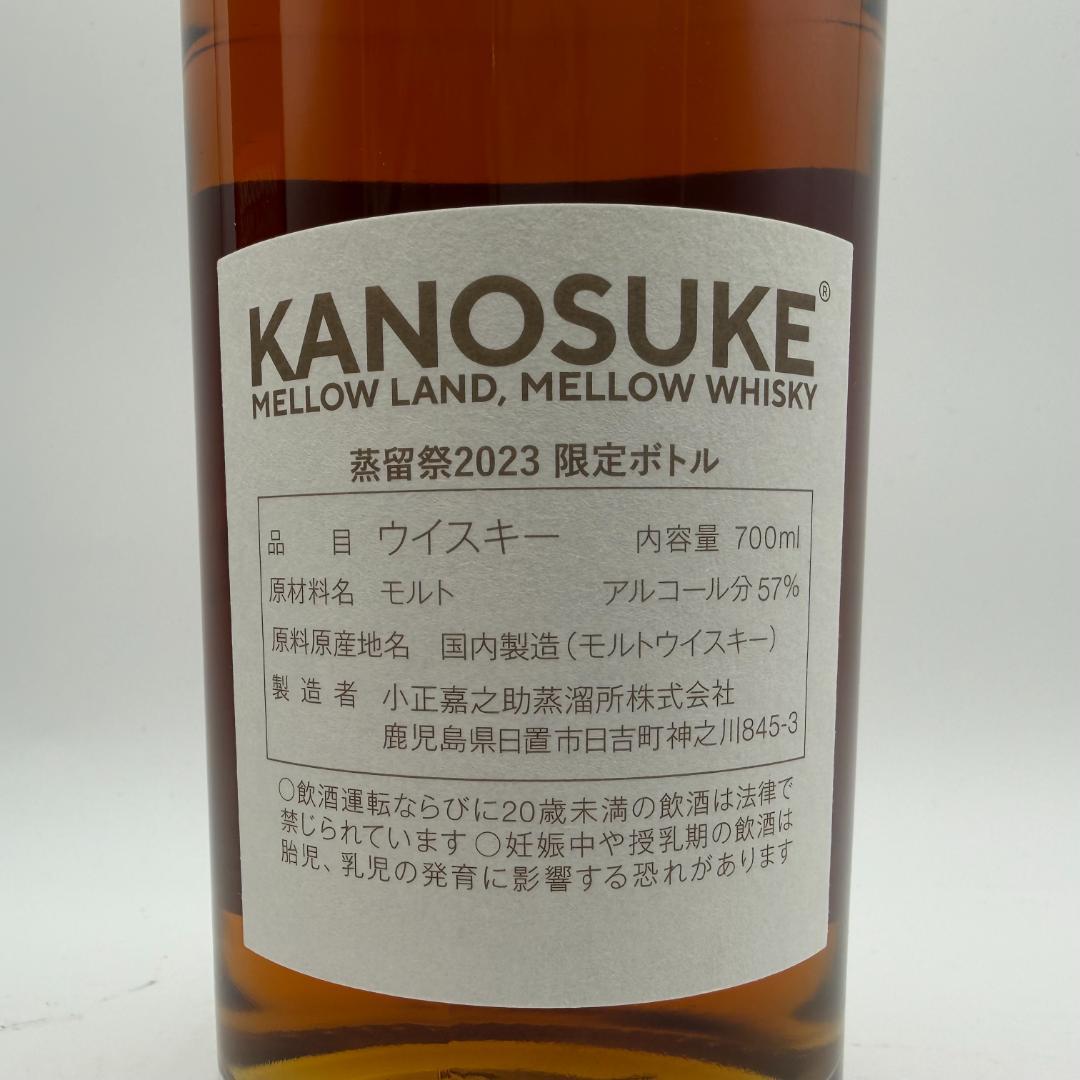 KANOSUKE®
MELLOW LAND, MELLOW WHISKY
蒸留祭2023 限定ボトル
品目 ウイスキー 内容量 700ml
原材料名 モルト アルコール分57%
原料原産地名 国内製造(モルトウイスキー)
製造者 小正嘉之助蒸溜所株式会社
鹿児島県日置市日吉町神之川845-3
○飲酒運転ならびに20歳未満の飲酒は法律で
禁じられています ○妊娠中や授乳期の飲酒は
胎児、乳児の発育に影響する恐れがあります